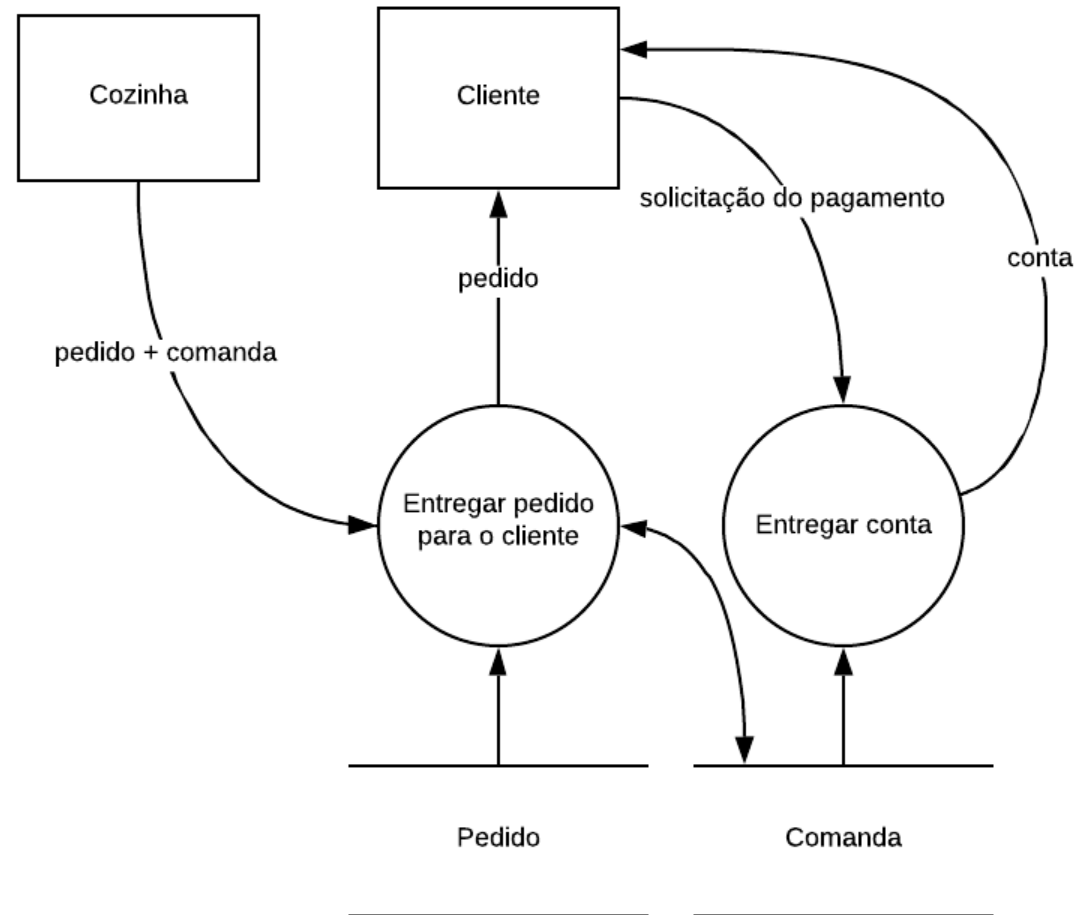 Cozinha
Cliente
solicitação do pagamento
conta
pedido
pedido + comanda
Entregar pedido
para o cliente
Entregar conta
Pedido
Comanda